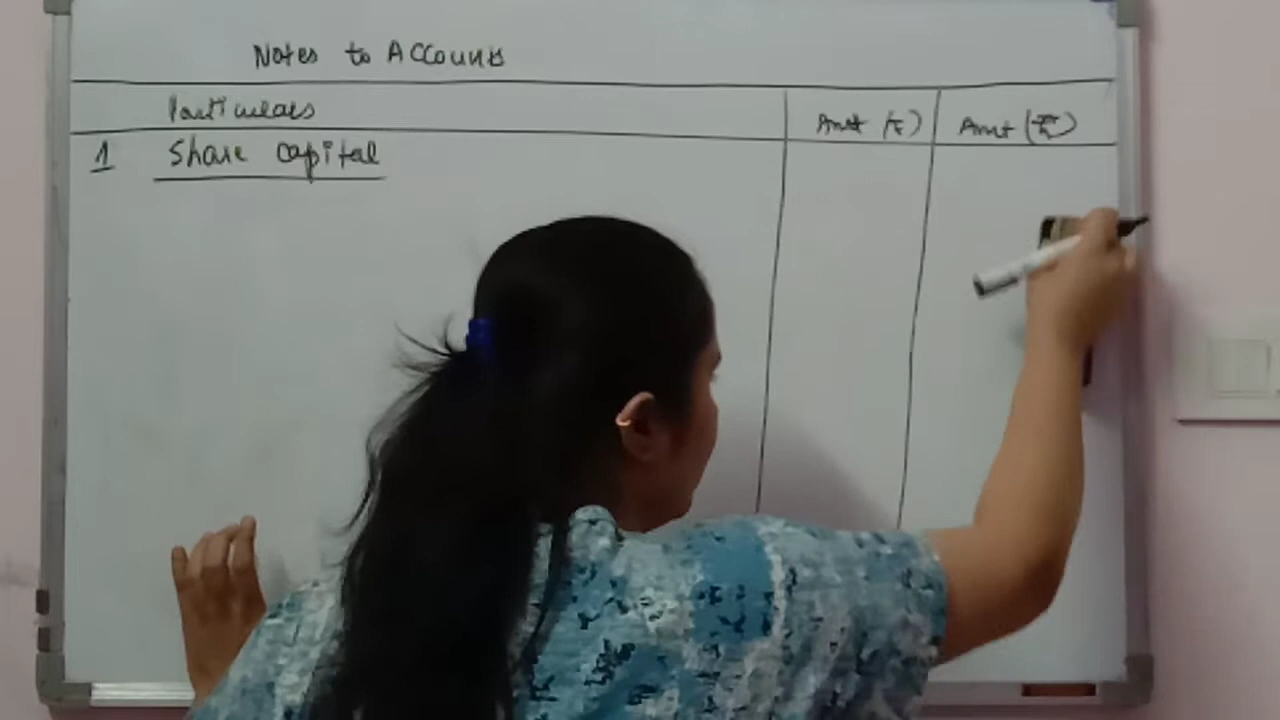 Notes to Accounts
Particulars Amt (₹) Amt (₹)
1 Share capital